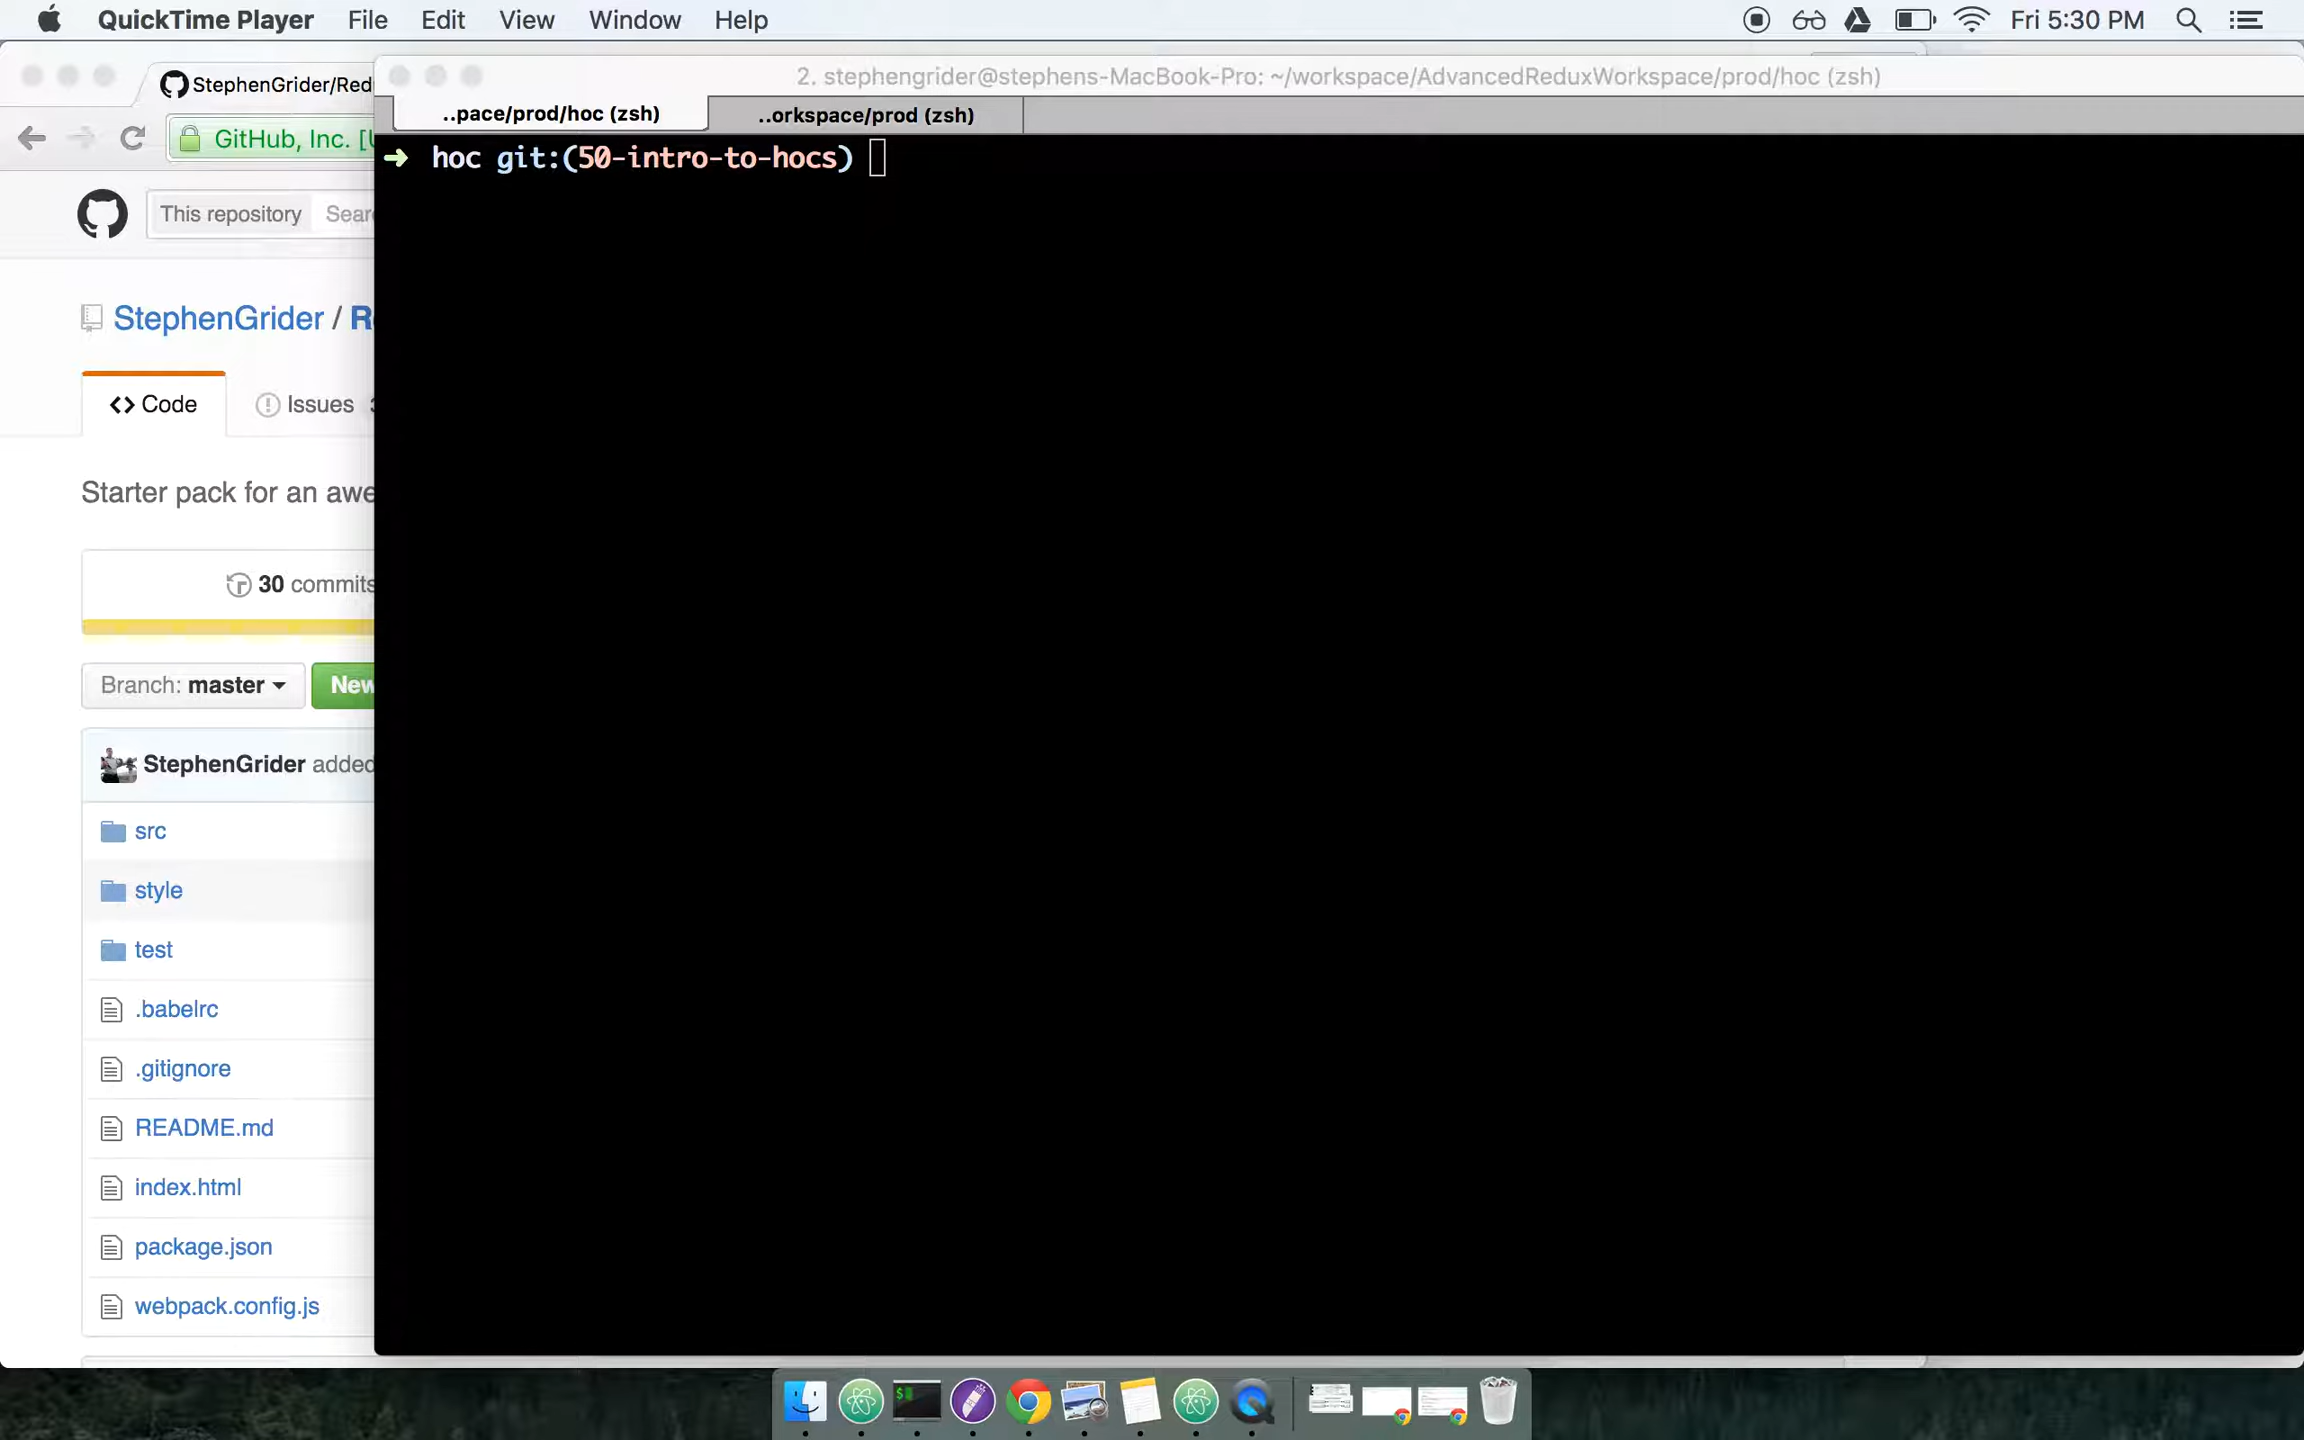 QuickTime Player File Edit View Window Help Fri 5:30 PM
StephenGrider/Red
2. stephengrider@stephens-MacBook-Pro: ~/workspace/AdvancedReduxWorkspace/prod/hoc (zsh)
..pace/prod/hoc (zsh) ..orkspace/prod (zsh)
GitHub, Inc. [U
→ hoc git:(50-intro-to-hocs)
This repository Sear
StephenGrider / R
Code Issues
Starter pack for an awe
30 commits
Branch: master New
StephenGrider added
src
style
test
.babelrc
.gitignore
README.md
index.html
package.json
webpack.config.js